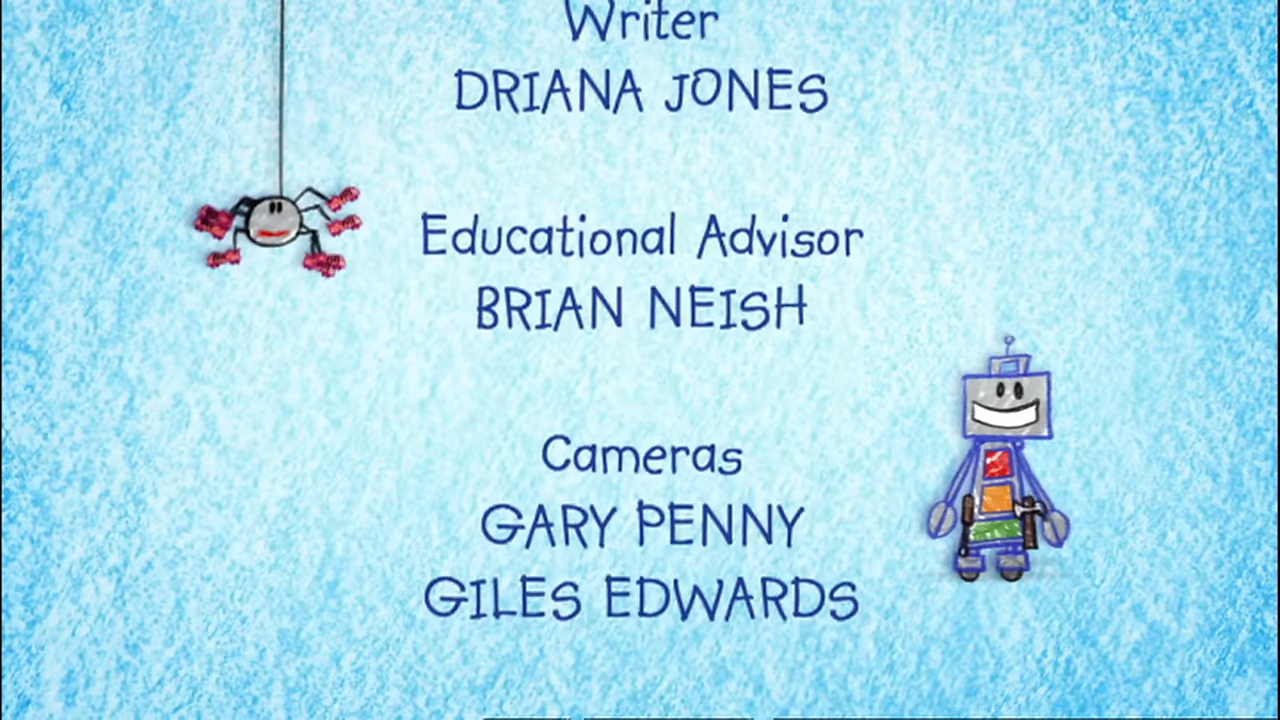 Writer
DRIANA JONES
Educational Advisor
BRIAN NEISH
Cameras
GARY PENNY
GILES EDWARDS